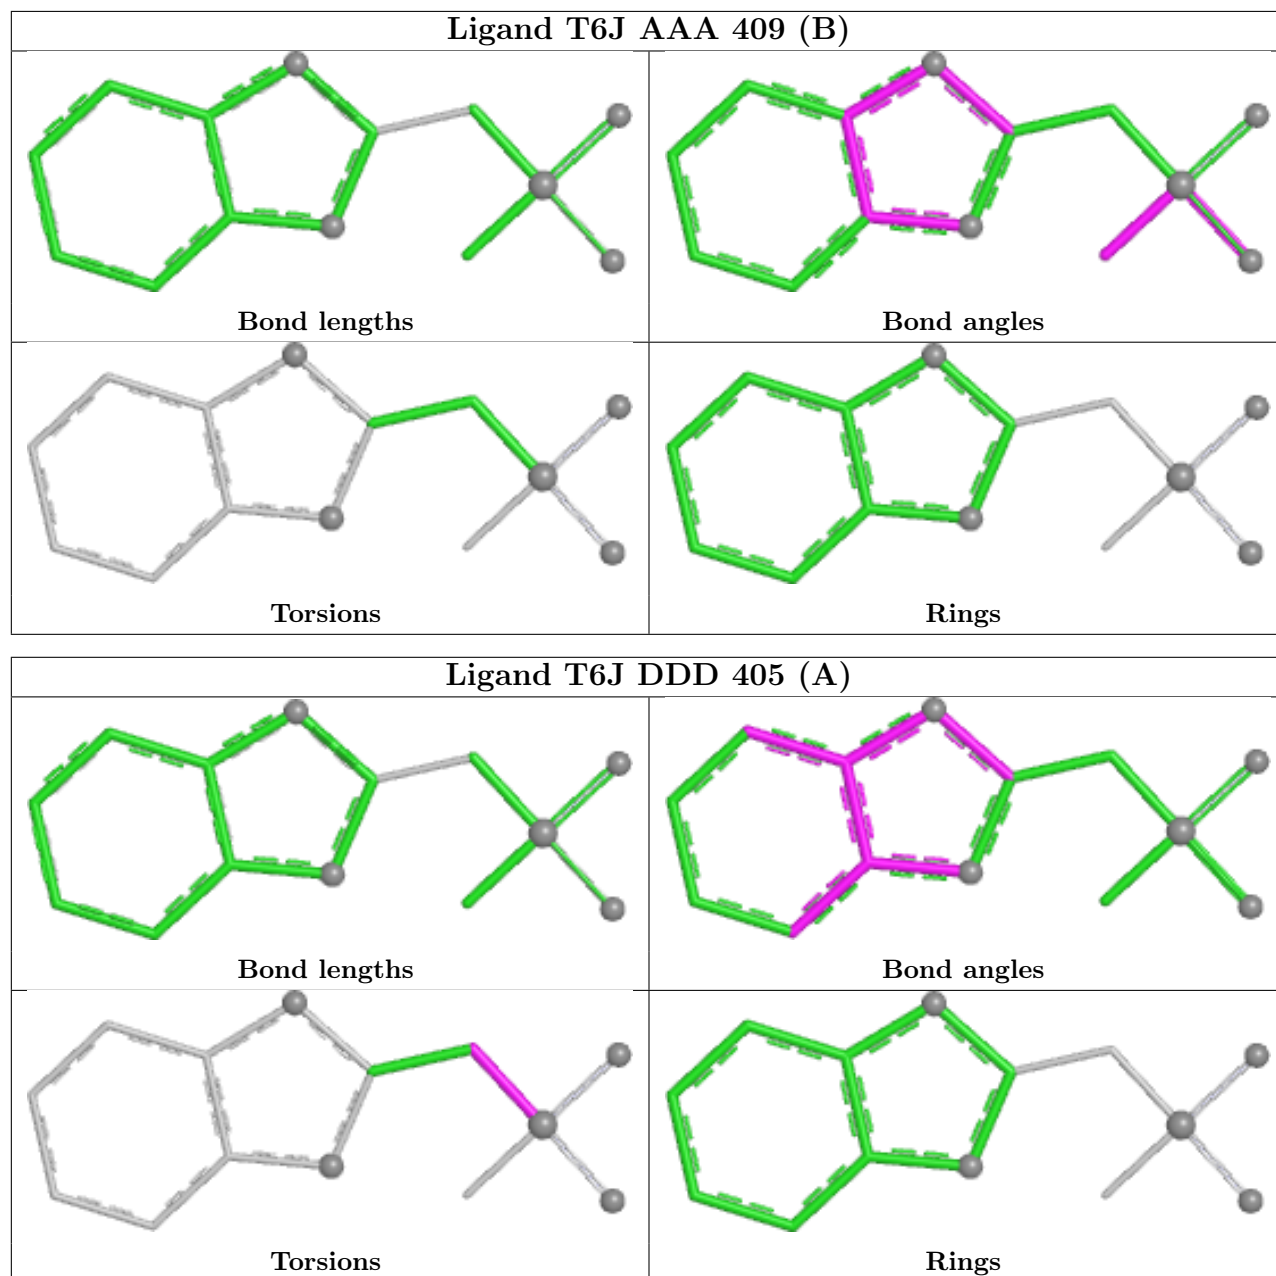 Ligand T6J AAA 409 (B)
Bond lengths
Bond angles
Torsions
Rings
Ligand T6J DDD 405 (A)
Bond lengths
Bond angles
Torsions
Rings